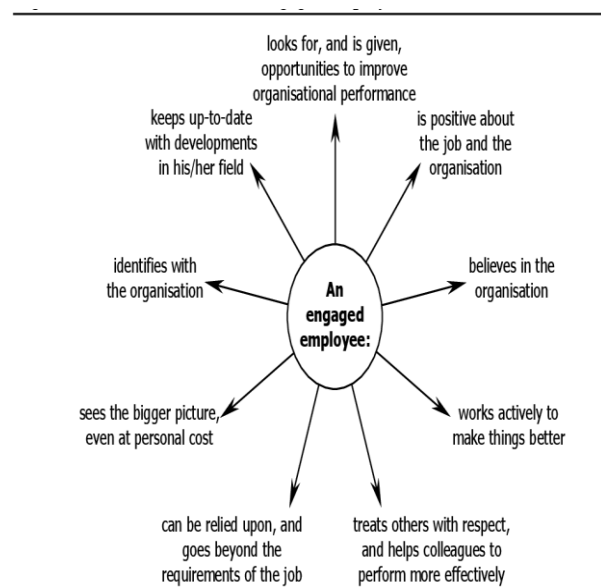 looks for, and is given,
opportunities to improve
organisational performance
is positive about
the job and the
organisation
believes in the
organisation
works actively to
make things better
treats others with respect,
and helps colleagues to
perform more effectively
can be relied upon, and
goes beyond the
requirements of the job
sees the bigger picture,
even at personal cost
identifies with
the organisation
keeps up-to-date
with developments
in his/her field
An
engaged
employee: